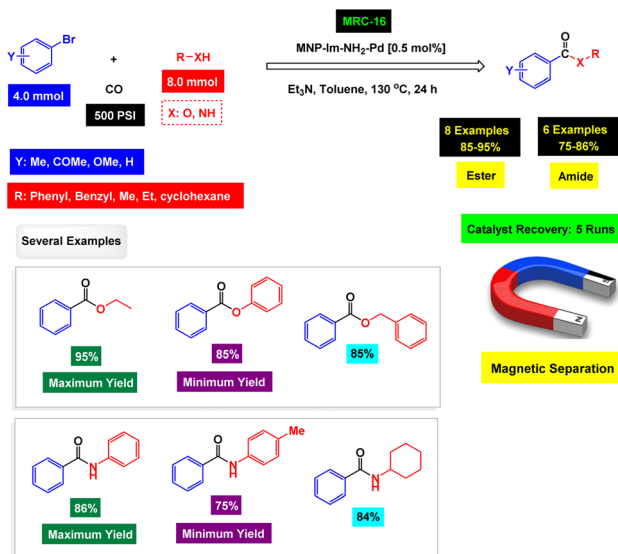 MRC-16
Y
Br
+
R-XH
MNP-Im-NH2-Pd [0.5 mol%]
O
R
X
Y
4.0 mmol
CO
8.0 mmol
Et3N, Toluene, 130 °C, 24 h
500 PSI
X: O, NH
8 Examples
85-95%
6 Examples
75-86%
Y: Me, COMe, OMe, H
Ester
Amide
R: Phenyl, Benzyl, Me, Et, cyclohexane
Several Examples
Catalyst Recovery: 5 Runs
O
O
O
O
O
O
N
95%
85%
85%
Maximum Yield
Minimum Yield
Magnetic Separation
O
N
H
O
N
H
Me
O
N
H
86%
75%
84%
Maximum Yield
Minimum Yield